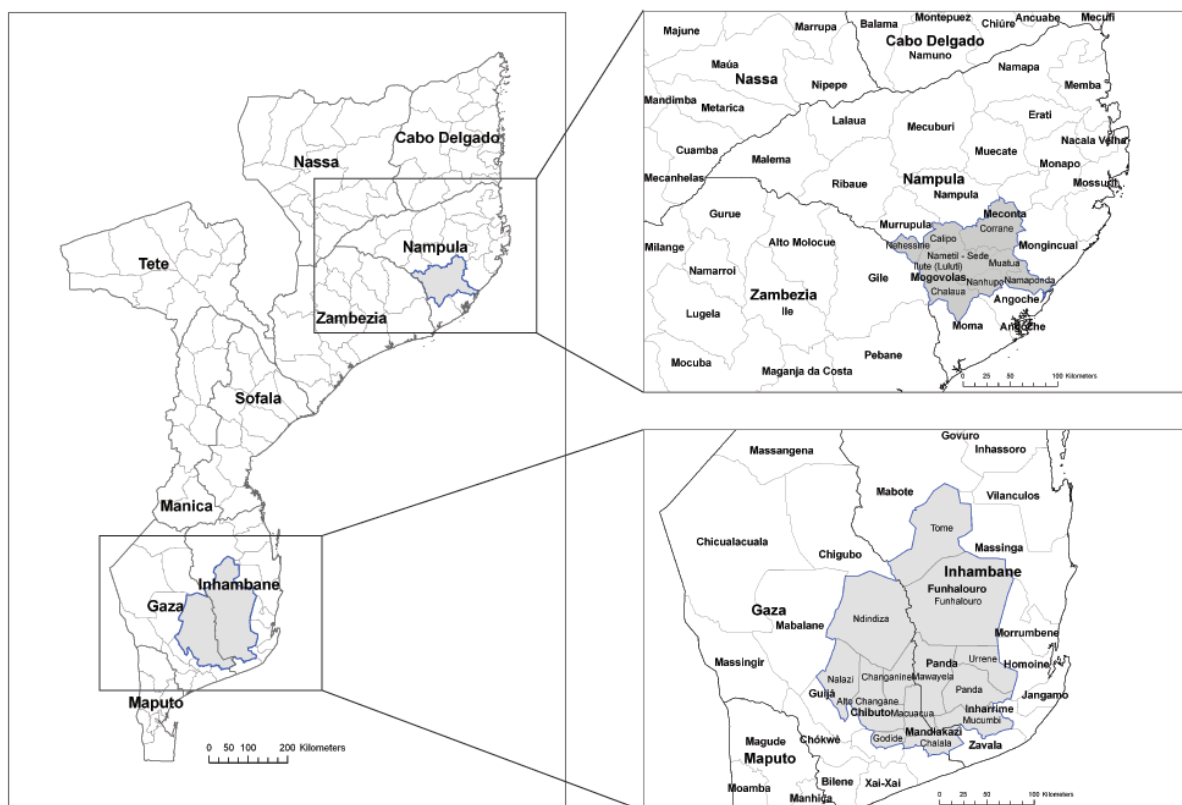 Cabo Delgado
Nassa
Nampula
Tete
Zambezia
Sofala
Manica
Inhambane
Gaza
Maputo
0 50 100 200 Kilometers
Montepuez Ancuabe Mecufi
Balama Chiúre
Majune Marrupa
Cabo Delgado
Namuno
Maúa
Nassa
Nipepe
Namapa
Memba
Mandimba
Metarica
Lalaua
Mecuburi
Erati
Nacala Velha
Cuamba
Malema
Muecate
Monapo
Mecanhelas
Ribaue
Nampula
Nampula
Mossuril
Gurue
Murrupula
Meconta
Corrane
Milange
Alto Molocue
Nehessine
Calipo
Mongincual
Nametil - Sede
Namarroi
Gile
Ilute (Luluti)
Muatua
Mogovolas
Nanhupo
Namaponda
Zambezia
Ile
Chalaua
Angoche
Lugela
Moma
Angoche
Mocuba
Pebane
Maganja da Costa
0 25 50 100 Kilometers
Govuro
Massangena
Inhassoro
Mabote
Vilanculos
Tome
Chicualacuala
Chigubo
Massinga
Inhambane
Funhalouro
Funhalouro
Gaza
Mabalane
Ndindiza
Morrumbene
Massingir
Panda
Urrene
Homoine
Nalazi
Changanine
Mawayela
Guijá
Panda
Jangamo
Alto Changane
Chibuto
Macuacua
Inharrime
Mucumbi
Mandlakazi
Magude
Chókwè
Godide
Chalala
Zavala
Maputo
Moamba
Bilene
Xai-Xai
Manhiça
0 25 50 100 Kilometers